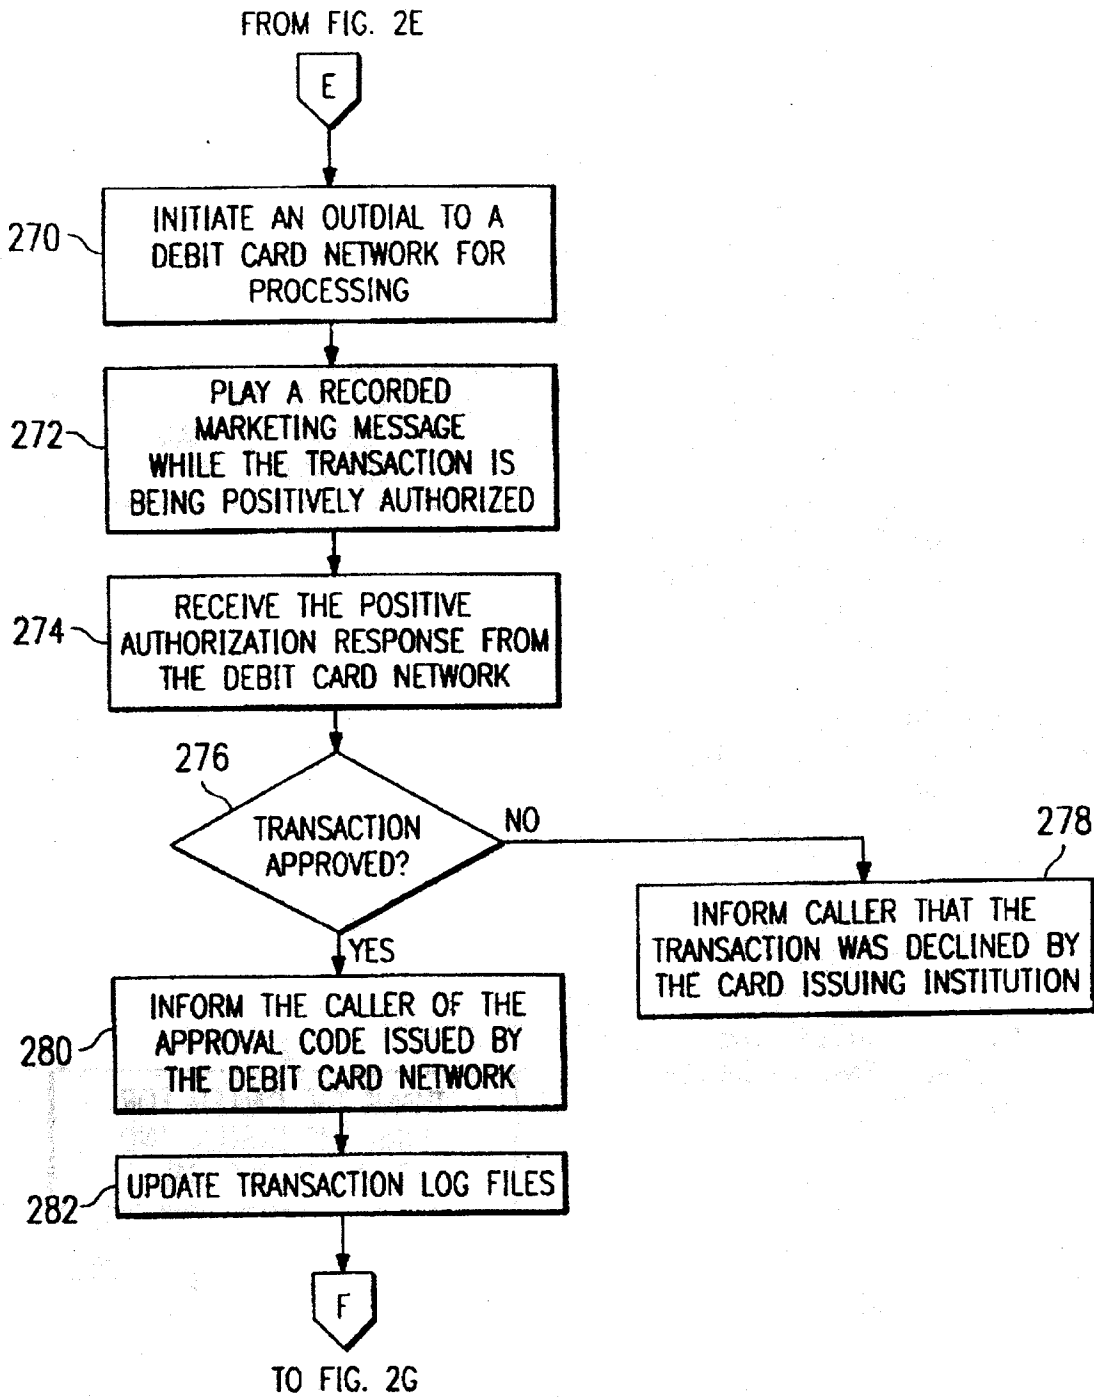 FROM FIG. 2E
E
270
INITIATE AN OUTDIAL TO A
DEBIT CARD NETWORK FOR
PROCESSING
272
PLAY A RECORDED
MARKETING MESSAGE
WHILE THE TRANSACTION IS
BEING POSITIVELY AUTHORIZED
274
RECEIVE THE POSITIVE
AUTHORIZATION RESPONSE FROM
THE DEBIT CARD NETWORK
276
TRANSACTION
APPROVED?
NO
278
INFORM CALLER THAT THE
TRANSACTION WAS DECLINED BY
THE CARD ISSUING INSTITUTION
YES
280
INFORM THE CALLER OF THE
APPROVAL CODE ISSUED BY
THE DEBIT CARD NETWORK
282
UPDATE TRANSACTION LOG FILES
F
TO FIG. 2G